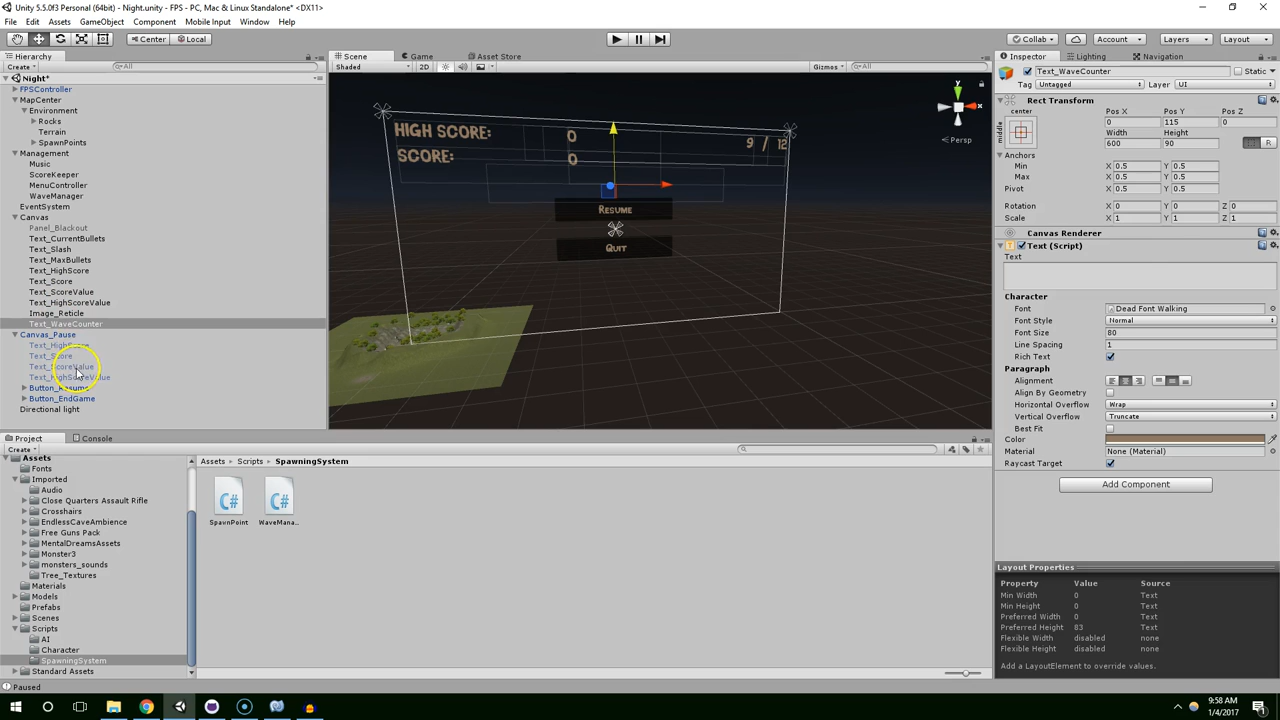 Unity 5.5.0f3 Personal (64bit) - Night.unity - FPS - PC, Mac & Linux Standalone* <DX11>
File Edit Assets GameObject Component Mobile Input Window Help
Center Local Collab Account Layers Layout
Hierarchy Scene Game Asset Store Inspector Lighting Navigation
Create All Shaded 2D Gizmos All
Text_WaveCounter Static
Tag Untagged Layer UI
Night*
FPSController
MapCenter
Environment
Rocks
Terrain
SpawnPoints
Management
Music
ScoreKeeper
MenuController
WaveManager
EventSystem
Canvas
Panel_Blackout
Text_CurrentBullets
Text_Slash
Text_MaxBullets
Text_HighScore
Text_Score
Text_ScoreValue
Text_HighScoreValue
Image_Reticle
Text_WaveCounter
Canvas_Pause
Text_HighScore
Text_Score
Text_ScoreValue
Text_HighScoreValue
Button_Resume
Button_EndGame
Directional light
HIGH SCORE: 0 9 / 12
SCORE: 0
RESUME
QUIT
y
x
Persp
Rect Transform
center Pos X Pos Y Pos Z
middle 0 115 0
Width Height
600 90
R
Anchors
Min X 0.5 Y 0.5
Max X 0.5 Y 0.5
Pivot X 0.5 Y 0.5
Rotation X 0 Y 0 Z 0
Scale X 1 Y 1 Z 1
Canvas Renderer
Text (Script)
Text
Character
Font Dead Font Walking
Font Style Normal
Font Size 80
Line Spacing 1
Rich Text
Paragraph
Alignment
Align By Geometry
Horizontal Overflow Wrap
Vertical Overflow Truncate
Best Fit
Color
Material None (Material)
Raycast Target
Add Component
Layout Properties
Property Value Source
Min Width 0 Text
Min Height 0 Text
Preferred Width 0 Text
Preferred Height 83 Text
Flexible Width disabled none
Flexible Height disabled none
Add a LayoutElement to override values.
Project Console
Create
Assets
Fonts
Imported
Audio
Close Quarters Assault Rifle
Crosshairs
EndlessCaveAmbience
Free Guns Pack
MentalDreamsAssets
Monster3
monsters_sounds
Tree_Textures
Materials
Models
Prefabs
Scenes
Scripts
AI
Character
SpawningSystem
Standard Assets
Assets Scripts SpawningSystem
C# C#
SpawnPoint WaveMana...
Paused
9:58 AM
1/4/2017